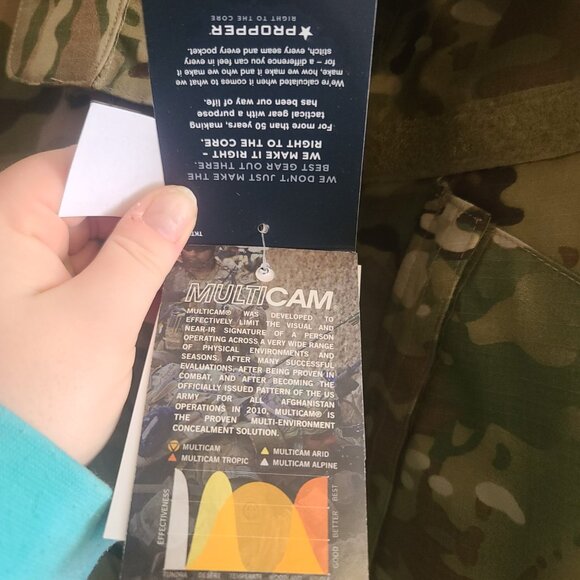 WE DON'T JUST MAKE THE
BEST GEAR OUT THERE.
WE MAKE IT RIGHT –
RIGHT TO THE CORE.
For more than 50 years, making
tactical gear with a purpose
has been our way of life.
We're calculated when it comes to what we
make, how we make it and who we make it
for – a difference you can feel in every
stitch, every seam and every pocket.
PROPPER
RIGHT TO THE CORE
TKT
MULTICAM
MULTICAM® WAS DEVELOPED TO
EFFECTIVELY LIMIT THE VISUAL AND
NEAR-IR SIGNATURE OF A PERSON
OPERATING ACROSS A VERY WIDE RANGE
OF PHYSICAL ENVIRONMENTS AND
SEASONS. AFTER MANY SUCCESSFUL
EVALUATIONS, AFTER BEING PROVEN IN
COMBAT, AND AFTER BECOMING THE
OFFICIALLY ISSUED PATTERN OF THE US
ARMY FOR ALL AFGHANISTAN
OPERATIONS IN 2010, MULTICAM® IS
THE PROVEN MULTI-ENVIRONMENT
CONCEALMENT SOLUTION.
MULTICAM MULTICAM ARID
MULTICAM TROPIC MULTICAM ALPINE
EFFECTIVENESS
GOOD BETTER BEST
TUNDRA DESERT TEMPERATE